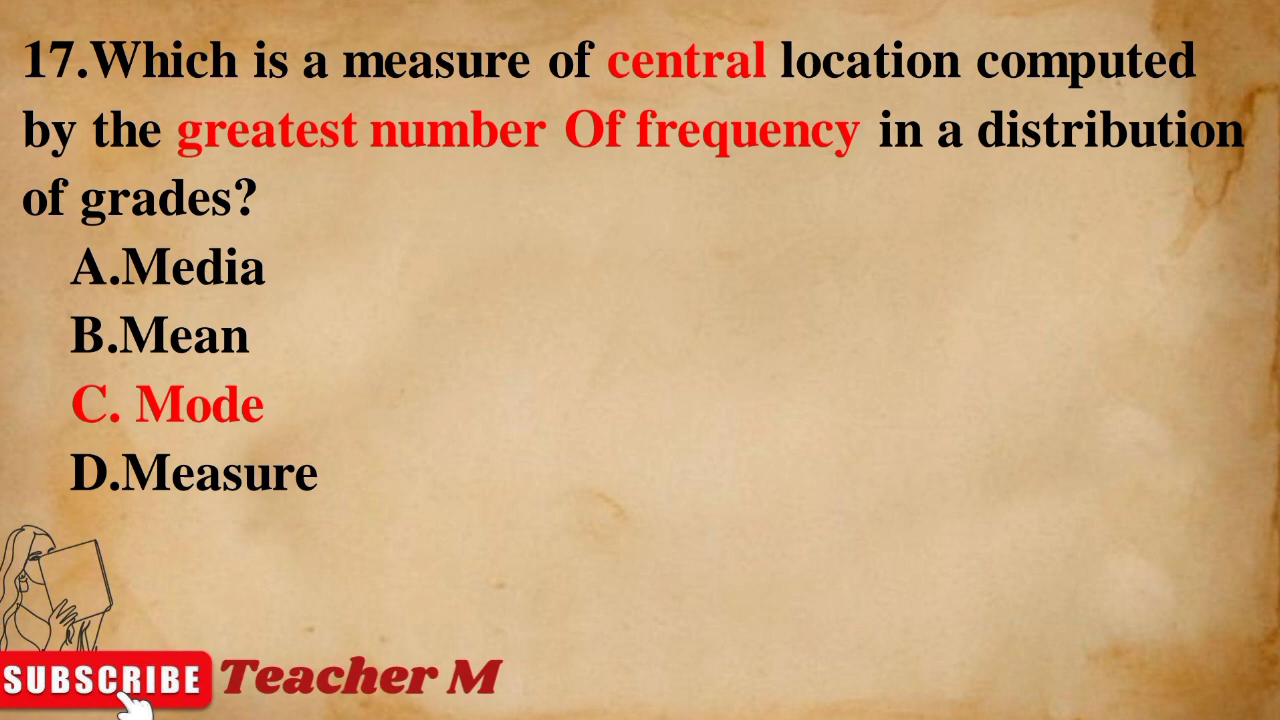 17.Which is a measure of central location computed
by the greatest number Of frequency in a distribution
of grades?
A.Media
B.Mean
C. Mode
D.Measure
SUBSCRIBE Teacher M